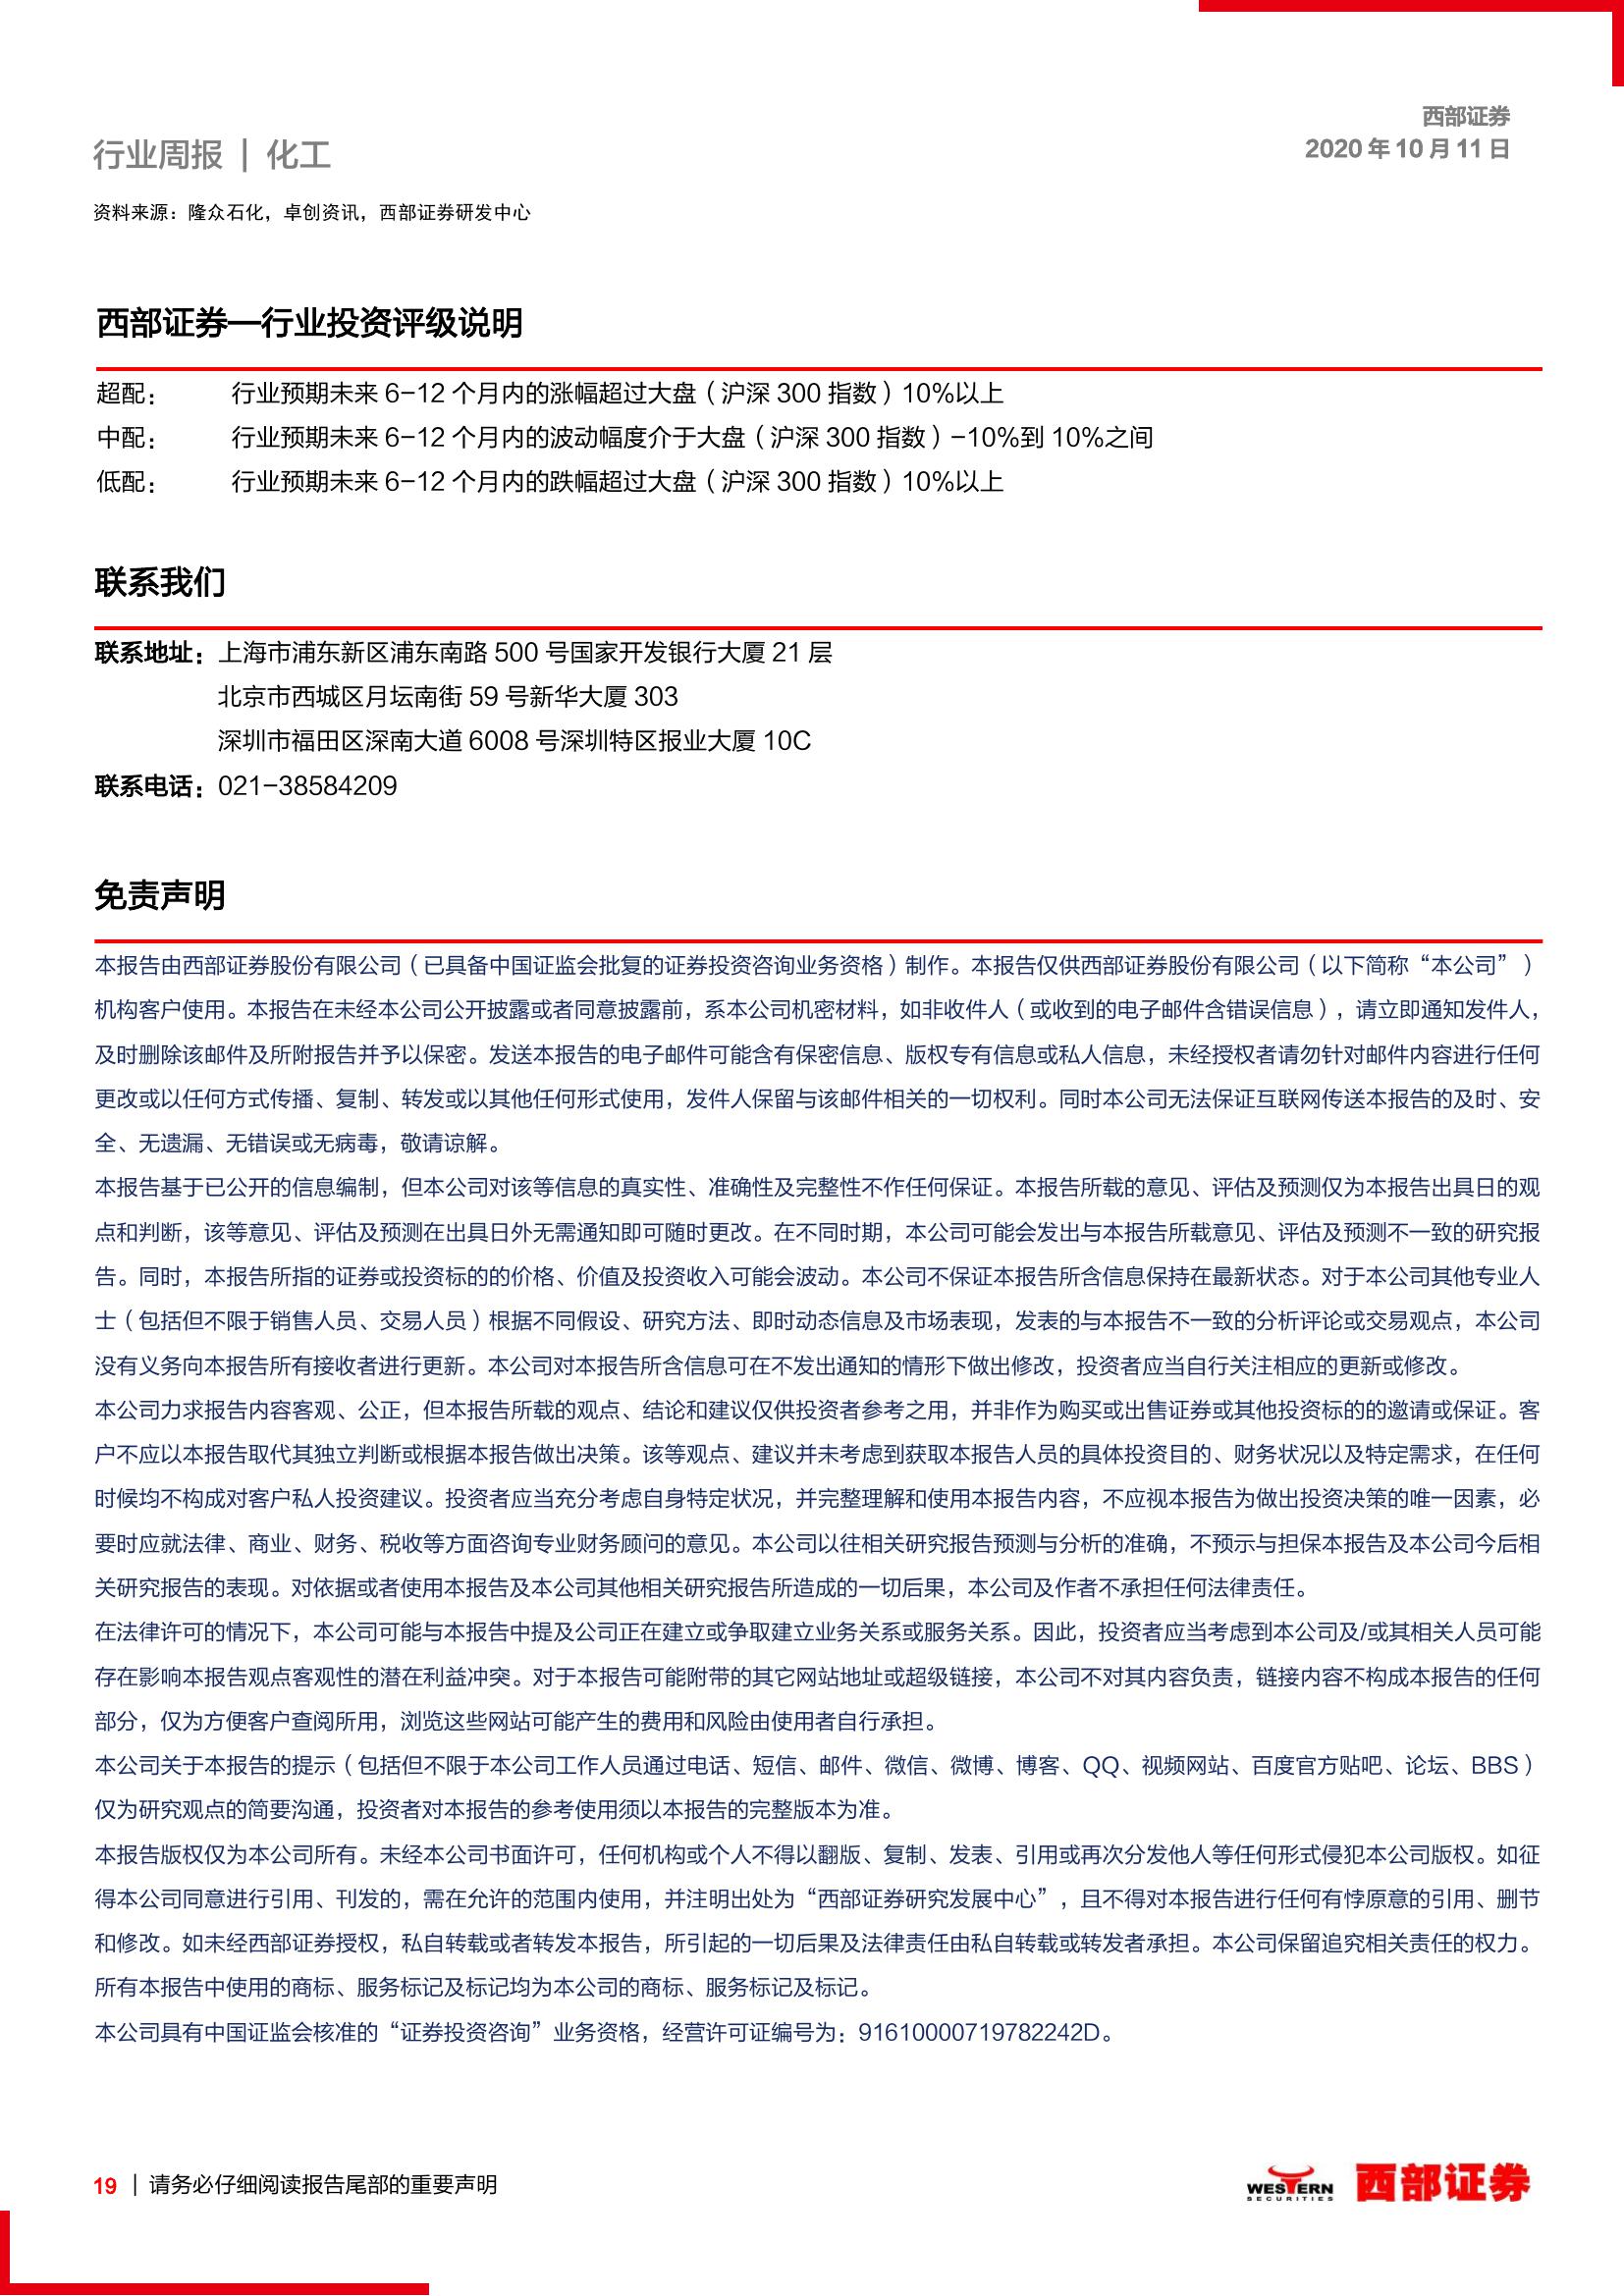 西部证券
2020 年 10 月 11 日
行业周报 | 化工
资料来源：隆众石化，卓创资讯，西部证券研发中心
西部证券—行业投资评级说明
超配： 行业预期未来 6-12 个月内的涨幅超过大盘（沪深 300 指数）10%以上
中配： 行业预期未来 6-12 个月内的波动幅度介于大盘（沪深 300 指数）-10%到 10%之间
低配： 行业预期未来 6-12 个月内的跌幅超过大盘（沪深 300 指数）10%以上
联系我们
联系地址：上海市浦东新区浦东南路 500 号国家开发银行大厦 21 层
北京市西城区月坛南街 59 号新华大厦 303
深圳市福田区深南大道 6008 号深圳特区报业大厦 10C
联系电话：021-38584209
免责声明
本报告由西部证券股份有限公司（已具备中国证监会批复的证券投资咨询业务资格）制作。本报告仅供西部证券股份有限公司（以下简称“本公司”）
机构客户使用。本报告在未经本公司公开披露或者同意披露前，系本公司机密材料，如非收件人（或收到的电子邮件含错误信息），请立即通知发件人，
及时删除该邮件及所附报告并予以保密。发送本报告的电子邮件可能含有保密信息、版权专有信息或私人信息，未经授权者请勿针对邮件内容进行任何
更改或以任何方式传播、复制、转发或以其他任何形式使用，发件人保留与该邮件相关的一切权利。同时本公司无法保证互联网传送本报告的及时、安
全、无遗漏、无错误或无病毒，敬请谅解。
本报告基于已公开的信息编制，但本公司对该等信息的真实性、准确性及完整性不作任何保证。本报告所载的意见、评估及预测仅为本报告出具日的观
点和判断，该等意见、评估及预测在出具日外无需通知即可随时更改。在不同时期，本公司可能会发出与本报告所载意见、评估及预测不一致的研究报
告。同时，本报告所指的证券或投资标的的价格、价值及投资收入可能会波动。本公司不保证本报告所含信息保持在最新状态。对于本公司其他专业人
士（包括但不限于销售人员、交易人员）根据不同假设、研究方法、即时动态信息及市场表现，发表的与本报告不一致的分析评论或交易观点，本公司
没有义务向本报告所有接收者进行更新。本公司对本报告所含信息可在不发出通知的情形下做出修改，投资者应当自行关注相应的更新或修改。
本公司力求报告内容客观、公正，但本报告所载的观点、结论和建议仅供投资者参考之用，并非作为购买或出售证券或其他投资标的的邀请或保证。客
户不应以本报告取代其独立判断或根据本报告做出决策。该等观点、建议并未考虑到获取本报告人员的具体投资目的、财务状况以及特定需求，在任何
时候均不构成对客户私人投资建议。投资者应当充分考虑自身特定状况，并完整理解和使用本报告内容，不应视本报告为做出投资决策的唯一因素，必
要时应就法律、商业、财务、税收等方面咨询专业财务顾问的意见。本公司以往相关研究报告预测与分析的准确，不预示与担保本报告及本公司今后相
关研究报告的表现。对依据或者使用本报告及本公司其他相关研究报告所造成的一切后果，本公司及作者不承担任何法律责任。
在法律许可的情况下，本公司可能与本报告中提及公司正在建立或争取建立业务关系或服务关系。因此，投资者应当考虑到本公司及/或其相关人员可能
存在影响本报告观点客观性的潜在利益冲突。对于本报告可能附带的其它网站地址或超级链接，本公司不对其内容负责，链接内容不构成本报告的任何
部分，仅为方便客户查阅所用，浏览这些网站可能产生的费用和风险由使用者自行承担。
本公司关于本报告的提示（包括但不限于本公司工作人员通过电话、短信、邮件、微信、微博、博客、QQ、视频网站、百度官方贴吧、论坛、BBS）
仅为研究观点的简要沟通，投资者对本报告的参考使用须以本报告的完整版本为准。
本报告版权仅为本公司所有。未经本公司书面许可，任何机构或个人不得以翻版、复制、发表、引用或再次分发他人等任何形式侵犯本公司版权。如征
得本公司同意进行引用、刊发的，需在允许的范围内使用，并注明出处为“西部证券研究发展中心”，且不得对本报告进行任何有悖原意的引用、删节
和修改。如未经西部证券授权，私自转载或者转发本报告，所引起的一切后果及法律责任由私自转载或转发者承担。本公司保留追究相关责任的权力。
所有本报告中使用的商标、服务标记及标记均为本公司的商标、服务标记及标记。
本公司具有中国证监会核准的“证券投资咨询”业务资格，经营许可证编号为：91610000719782242D。
19 | 请务必仔细阅读报告尾部的重要声明
WESTERN
SECURITIES
西部证券